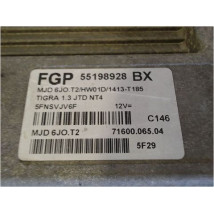 FGP 55198928 BX
MJD 6JO.T2/HW01D/1413-T185
TIGRA 1.3 JTD NT4
5FNSVJV6F 12V=
C146
MJD 6JO.T2 71600.065.04
5F29